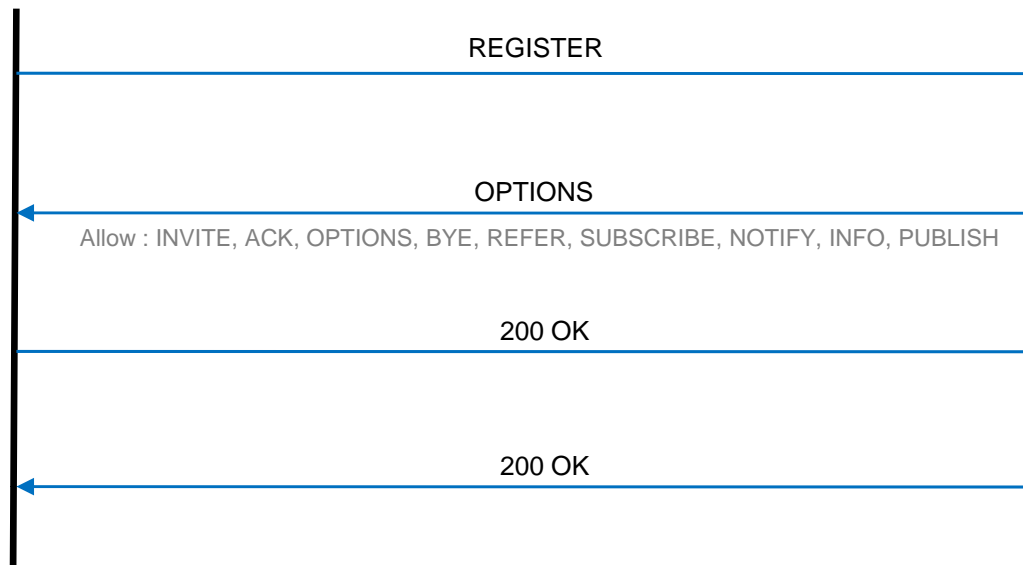 REGISTER
OPTIONS
Allow : INVITE, ACK, OPTIONS, BYE, REFER, SUBSCRIBE, NOTIFY, INFO, PUBLISH
200 OK
200 OK